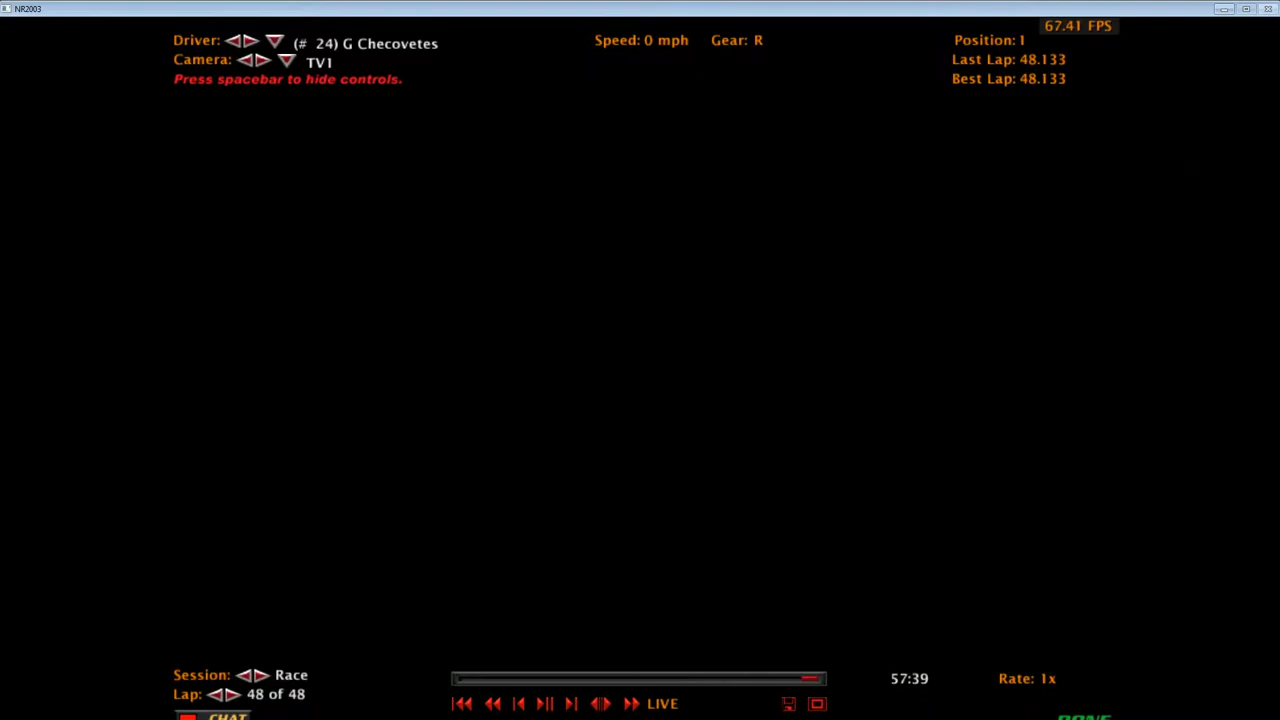 NR2003
67.41 FPS
Driver: (# 24) G Checovetes Speed: 0 mph Gear: R Position: 1
Camera: TV1 Last Lap: 48.133
Press spacebar to hide controls. Best Lap: 48.133
Session: Race 57:39 Rate: 1x
Lap: 48 of 48 LIVE
CHAT DONE